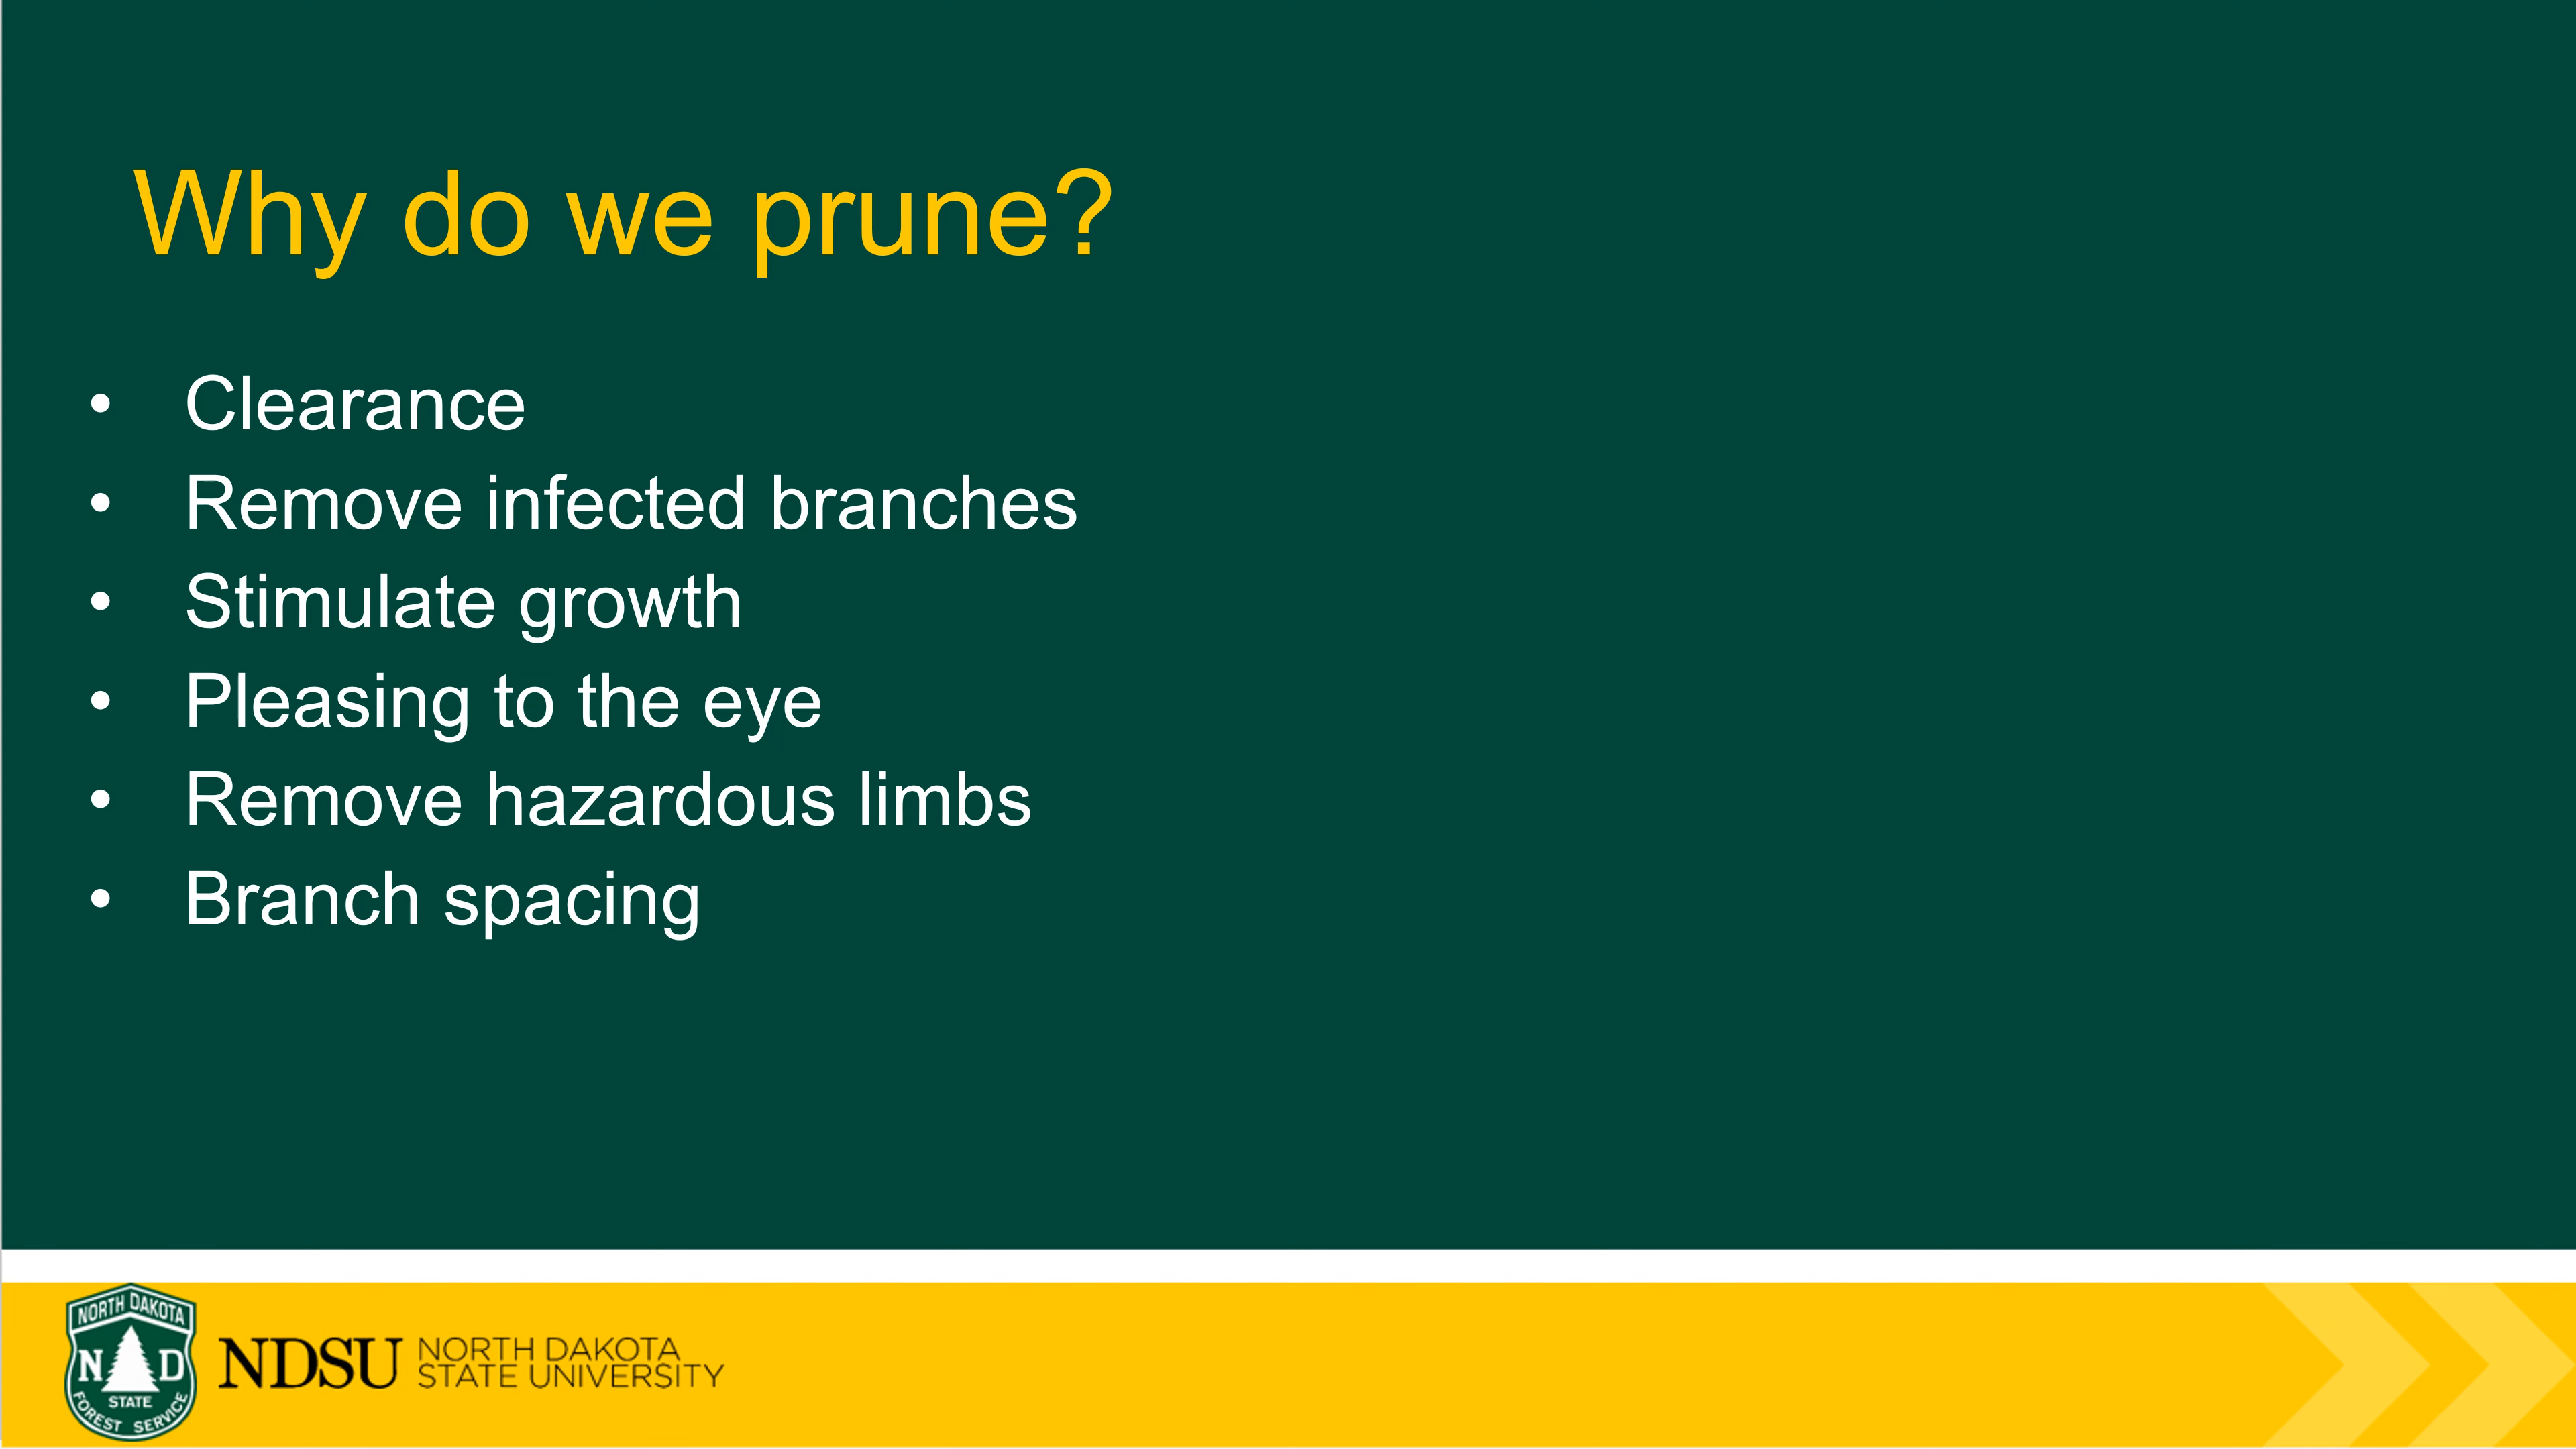 Why do we prune?
• Clearance
• Remove infected branches
• Stimulate growth
• Pleasing to the eye
• Remove hazardous limbs
• Branch spacing
NORTH DAKOTA
N D
STATE
FOREST SERVICE
NDSU
NORTH DAKOTA
STATE UNIVERSITY